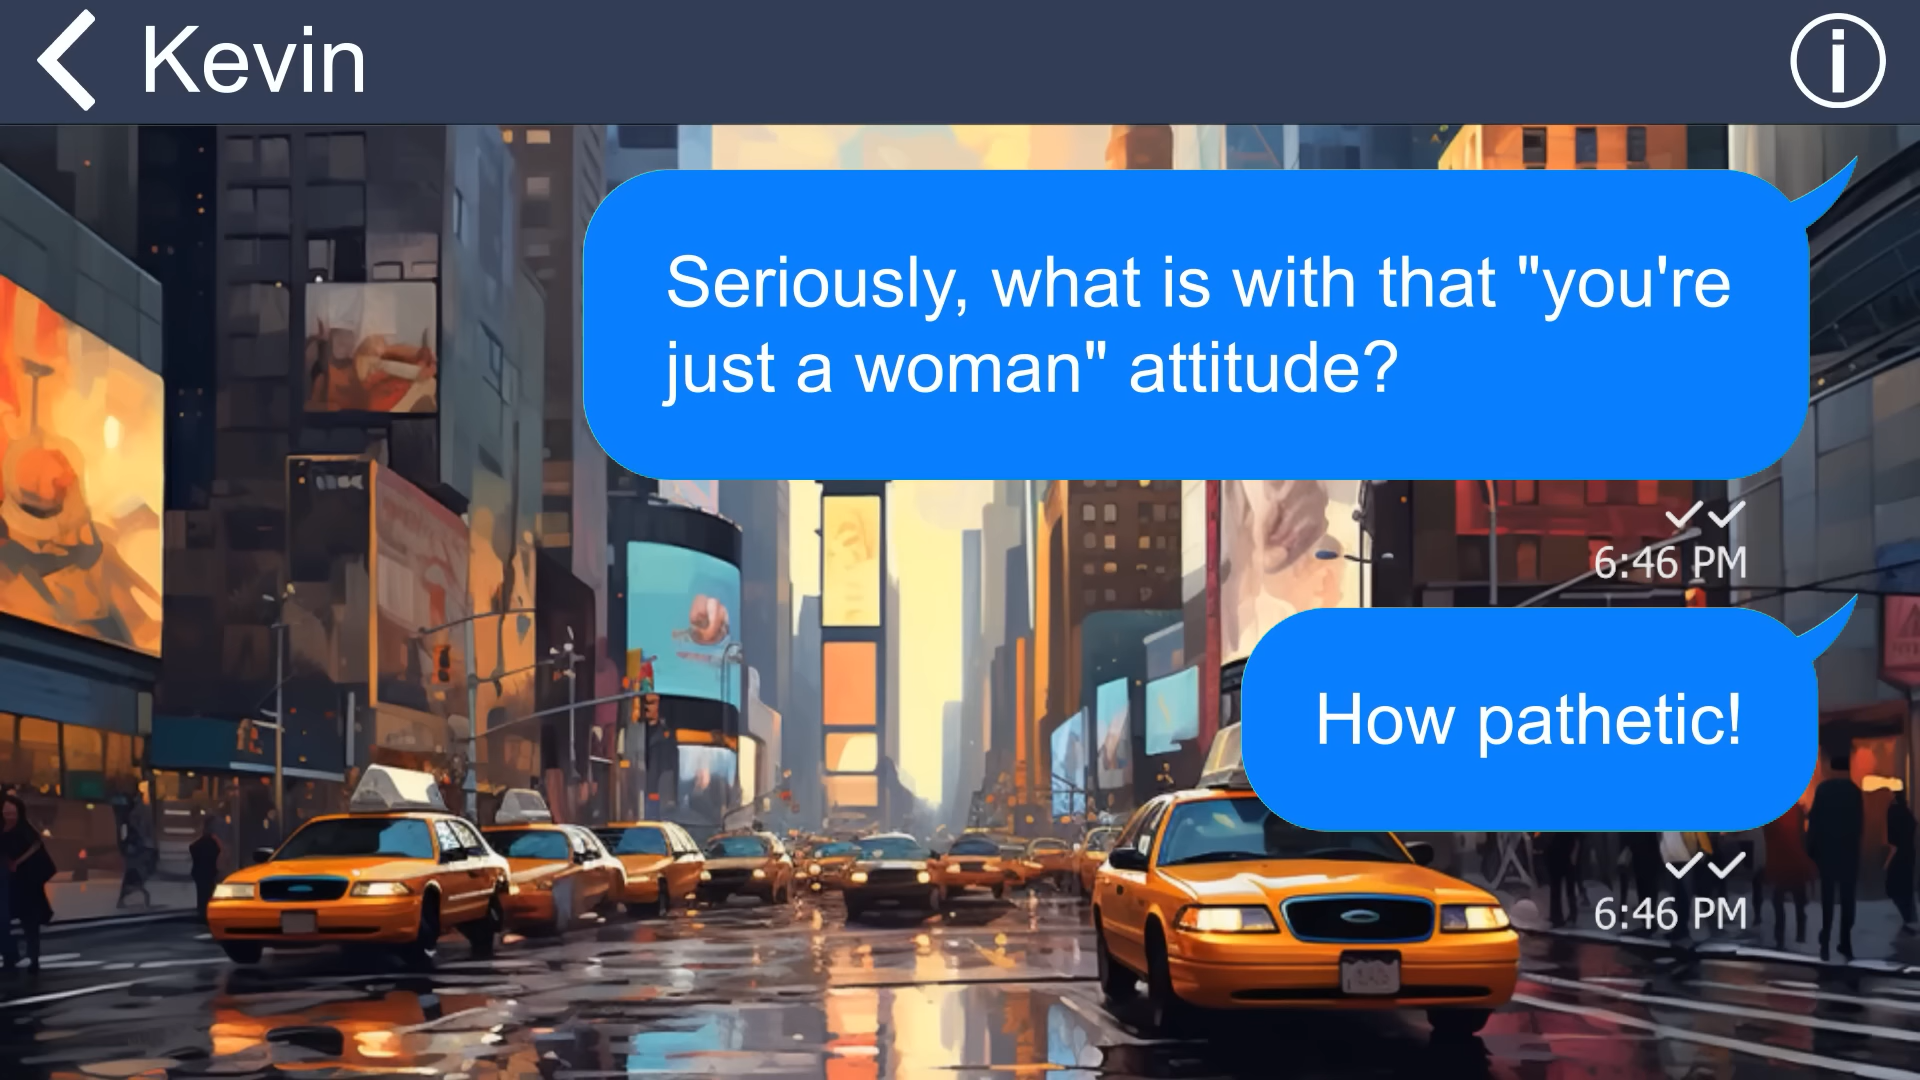 Kevin
Seriously, what is with that "you're
just a woman" attitude?
6:46 PM
How pathetic!
6:46 PM